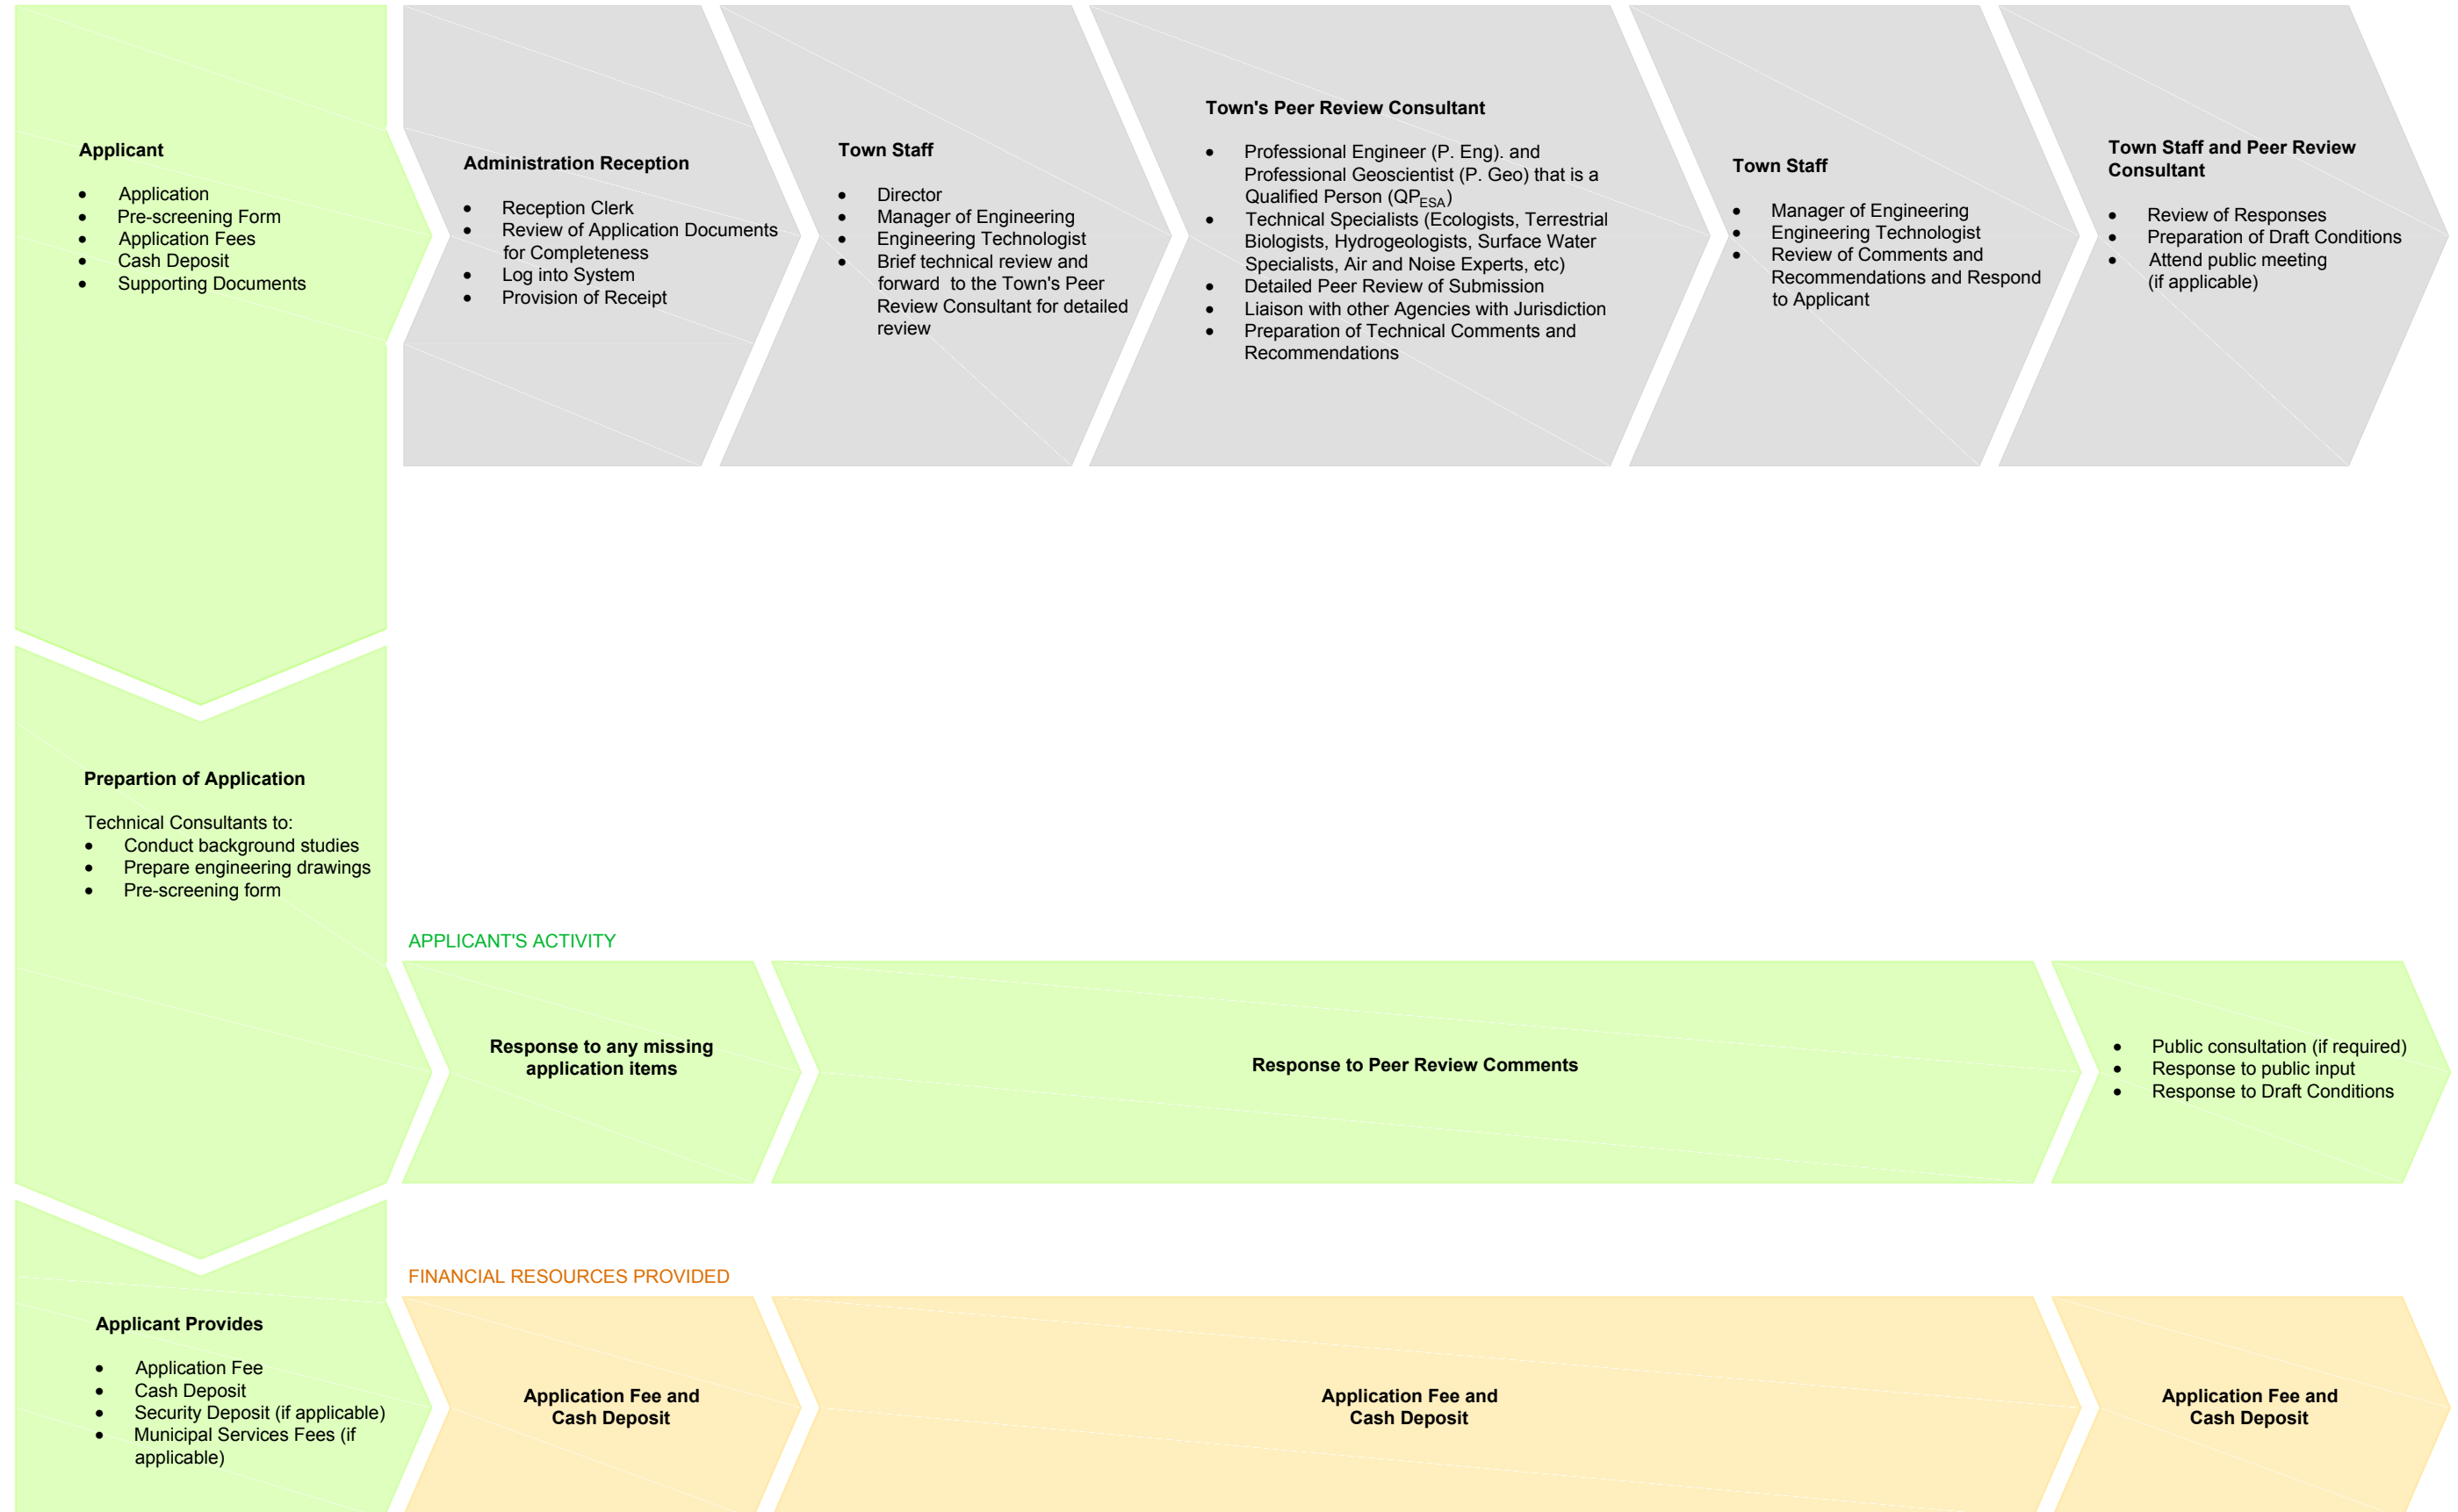 Applicant
• Application
• Pre-screening Form
• Application Fees
• Cash Deposit
• Supporting Documents
Administration Reception
• Reception Clerk
• Review of Application Documents
for Completeness
• Log into System
• Provision of Receipt
Town Staff
• Director
• Manager of Engineering
• Engineering Technologist
• Brief technical review and
forward to the Town's Peer
Review Consultant for detailed
review
Town's Peer Review Consultant
• Professional Engineer (P. Eng). and
Professional Geoscientist (P. Geo) that is a
Qualified Person (QPESA)
• Technical Specialists (Ecologists, Terrestrial
Biologists, Hydrogeologists, Surface Water
Specialists, Air and Noise Experts, etc)
• Detailed Peer Review of Submission
• Liaison with other Agencies with Jurisdiction
• Preparation of Technical Comments and
Recommendations
Town Staff
• Manager of Engineering
• Engineering Technologist
• Review of Comments and
Recommendations and Respond
to Applicant
Town Staff and Peer Review
Consultant
• Review of Responses
• Preparation of Draft Conditions
• Attend public meeting
(if applicable)
Prepartion of Application
Technical Consultants to:
• Conduct background studies
• Prepare engineering drawings
• Pre-screening form
APPLICANT'S ACTIVITY
Response to any missing
application items
Response to Peer Review Comments
• Public consultation (if required)
• Response to public input
• Response to Draft Conditions
Applicant Provides
• Application Fee
• Cash Deposit
• Security Deposit (if applicable)
• Municipal Services Fees (if
applicable)
FINANCIAL RESOURCES PROVIDED
Application Fee and
Cash Deposit
Application Fee and
Cash Deposit
Application Fee and
Cash Deposit